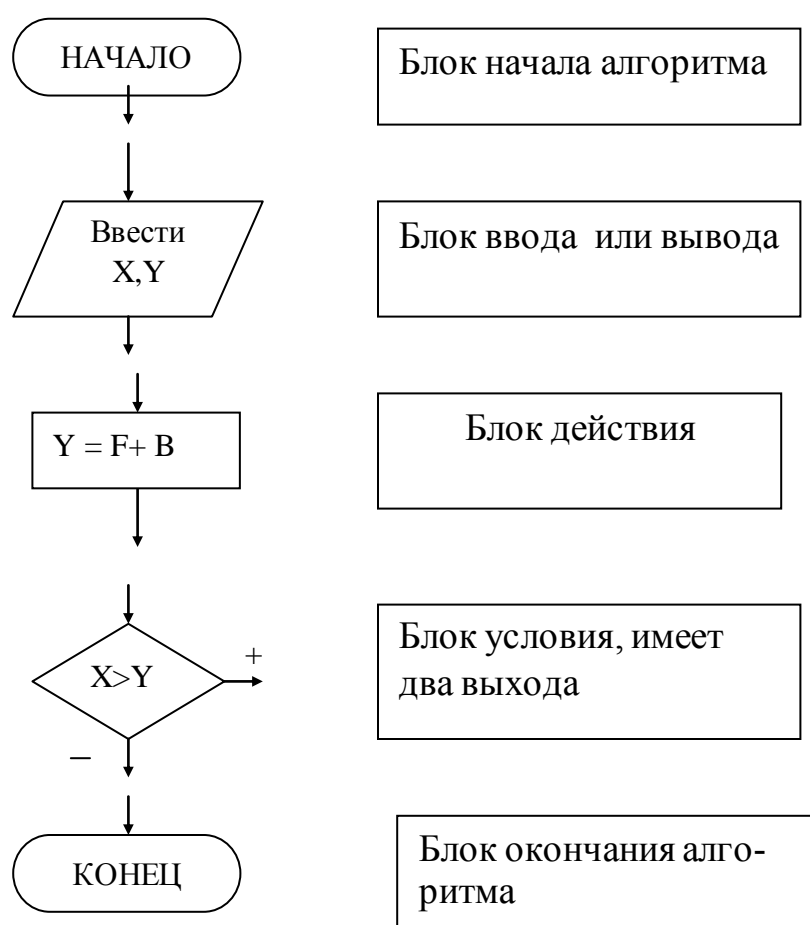 НАЧАЛО
Блок начала алгоритма
Ввести
X,Y
Блок ввода или вывода
Y = F+ B
Блок действия
X>Y
+
–
Блок условия, имеет
два выхода
КОНЕЦ
Блок окончания алго-
ритма